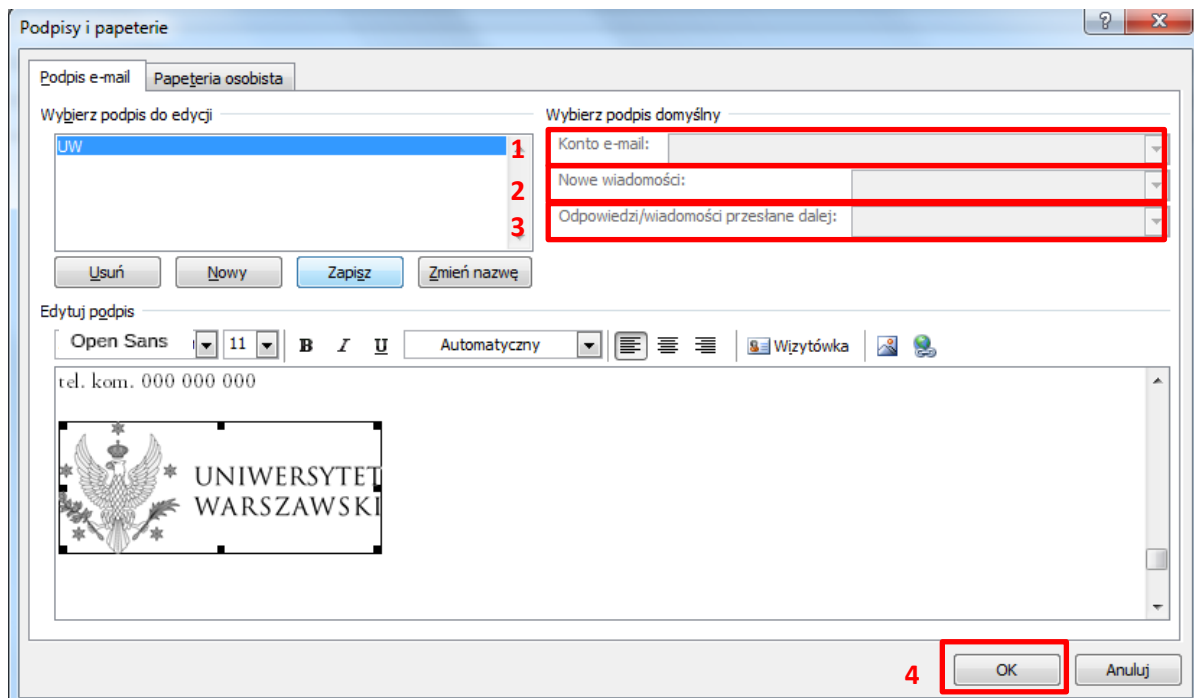 Podpisy i papeterie
Podpis e-mail
Papeteria osobista
Wybierz podpis do edycji
Wybierz podpis domyślny
UW
1
Konto e-mail:
2
Nowe wiadomości:
3
Odpowiedzi/wiadomości przesłane dalej:
Usuń
Nowy
Zapisz
Zmień nazwę
Edytuj podpis
Open Sans
11
B
I
U
Automatyczny
Wizytówka
tel. kom. 000 000 000
UNIWERSYTET
WARSZAWSKI
4
OK
Anuluj